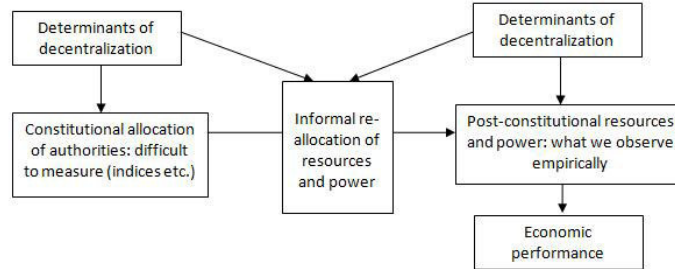 Determinants of
decentralization
Determinants of
decentralization
Constitutional allocation
of authorities: difficult
to measure (indices etc.)
Informal re-
allocation of
resources
and power
Post-constitutional resources
and power: what we observe
empirically
Economic
performance